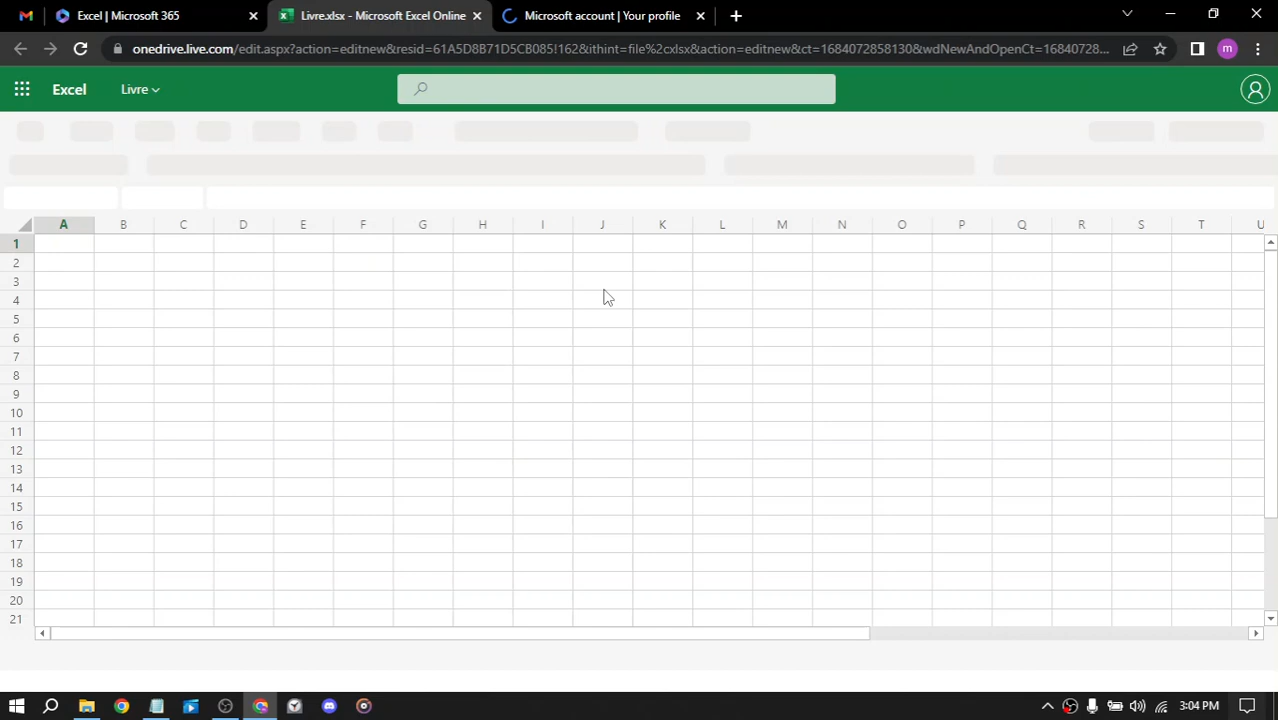 Excel | Microsoft 365
Livre.xlsx - Microsoft Excel Online
Microsoft account | Your profile
onedrive.live.com/edit.aspx?action=editnew&resid=61A5D8B71D5CB085!162&ithint=file%2cxlsx&action=editnew&ct=1684072858130&wdNewAndOpenCt=16840728...
m
Excel
Livre
A B C D E F G H I J K L M N O P Q R S T U
1
2
3
4
5
6
7
8
9
10
11
12
13
14
15
16
17
18
19
20
21
3:04 PM